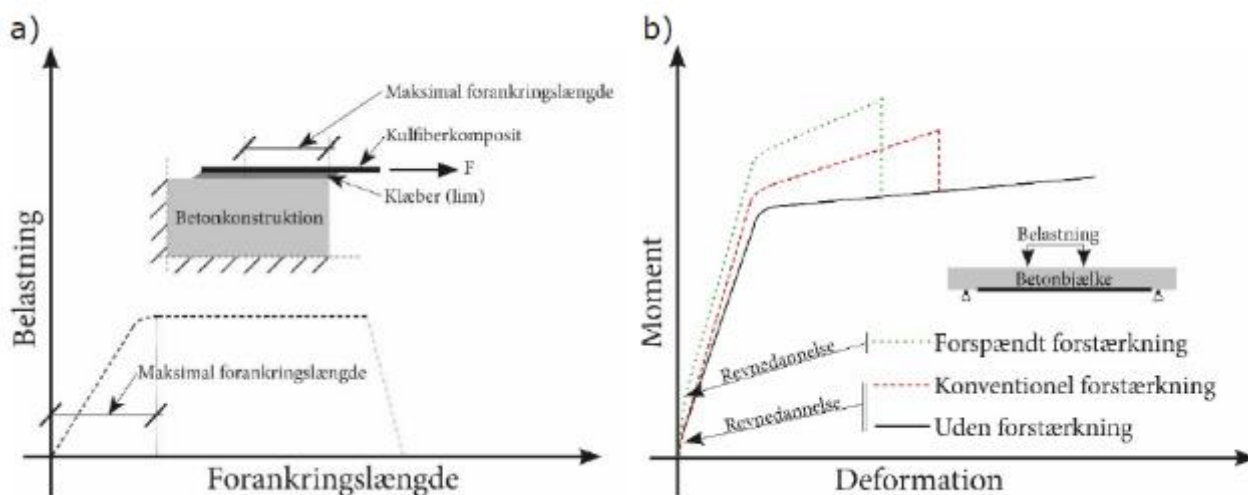 a)
Belastning
Maksimal forankringslængde
Kulfiberkomposit
F
Klæber (lim)
Betonkonstruktion
Maksimal forankringslængde
Forankringslængde
b)
Moment
Belastning
Betonbjælke
Revnedannelse
Forspændt forstærkning
Konventionel forstærkning
Revnedannelse
Uden forstærkning
Deformation